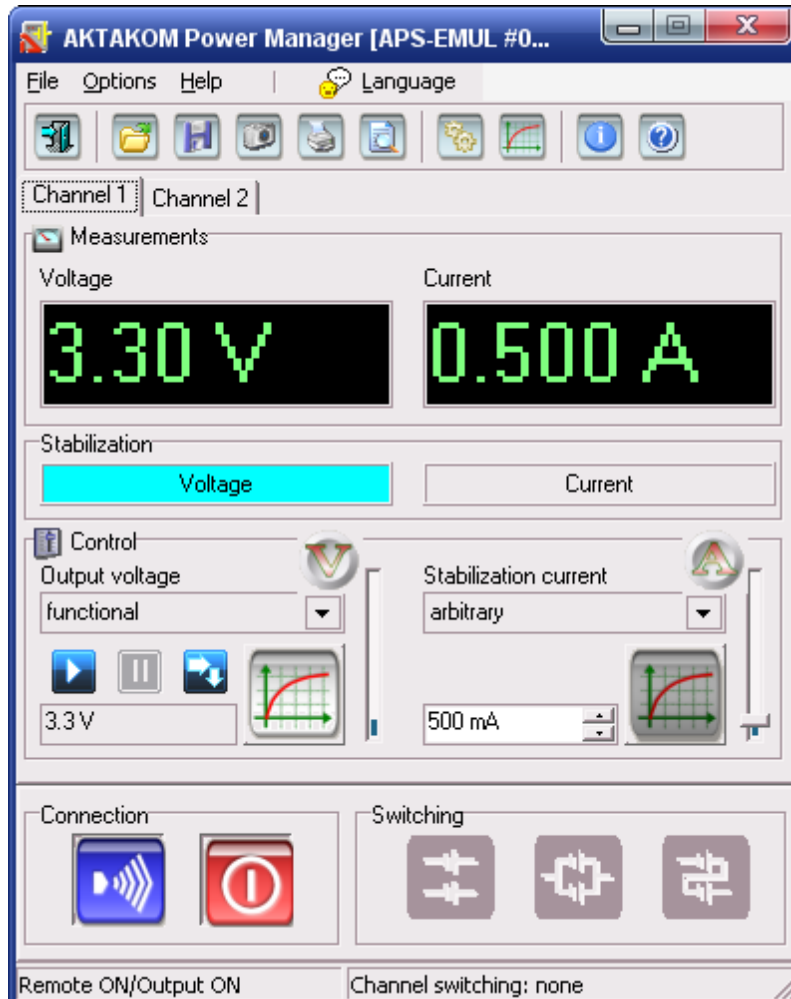 AKTAKOM Power Manager [APS-EMUL #0...
File Options Help Language
Channel 1 Channel 2
Measurements
Voltage Current
3.30 V 0.500 A
Stabilization
Voltage Current
Control
Output voltage Stabilization current
functional arbitrary
3.3 V 500 mA
Connection Switching
Remote ON/Output ON Channel switching: none